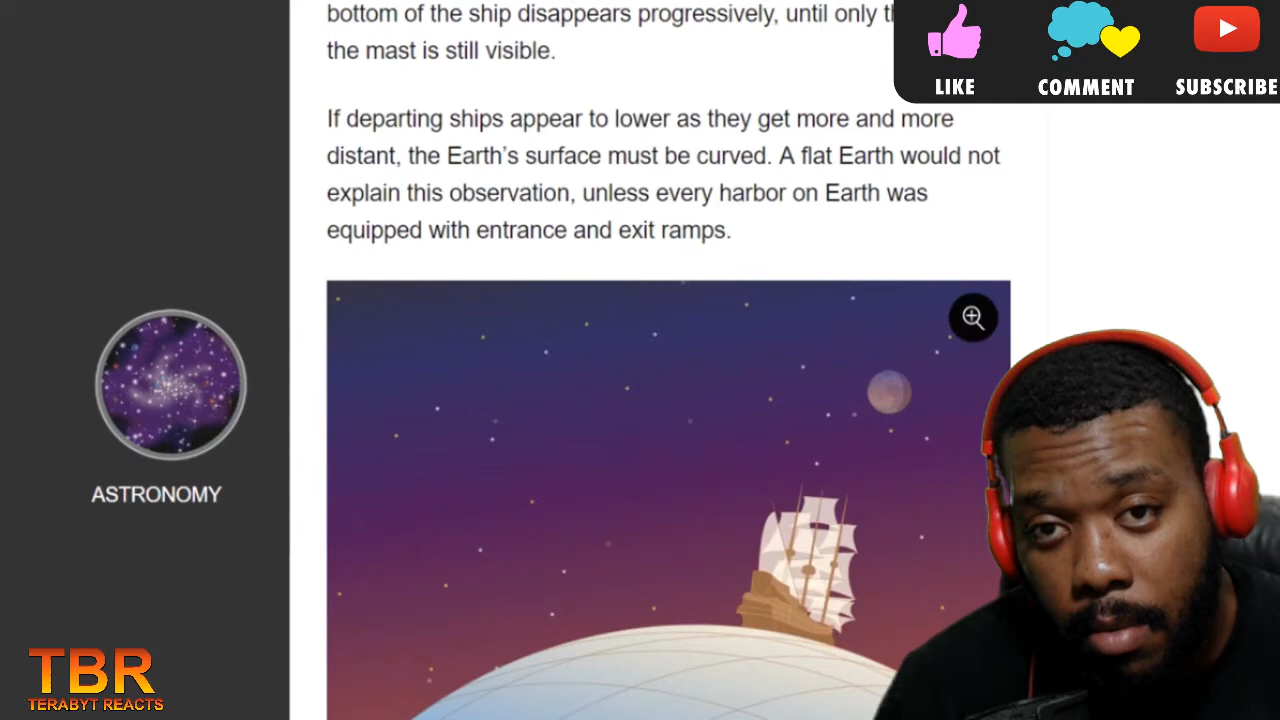 bottom of the ship disappears progressively, until only
the mast is still visible.
If departing ships appear to lower as they get more and more
distant, the Earth’s surface must be curved. A flat Earth would not
explain this observation, unless every harbor on Earth was
equipped with entrance and exit ramps.
LIKE COMMENT SUBSCRIBE
ASTRONOMY
TBR
TERABYT REACTS